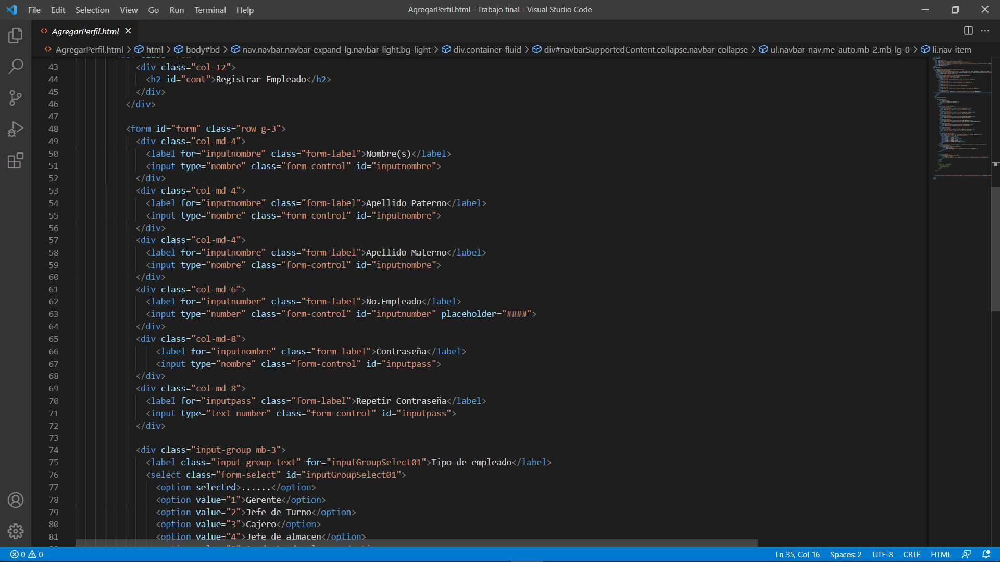 File Edit Selection View Go Run Terminal Help
AgregarPerfil.html - Trabajo final - Visual Studio Code
AgregarPerfil.html
AgregarPerfil.html > html > body#bd > nav.navbar.navbar-expand-lg.navbar-light.bg-light > div.container-fluid > div#navbarSupportedContent.collapse.navbar-collapse > ul.navbar-nav.me-auto.mb-2.mb-lg-0 > li.nav-item
43 <div class="col-12">
44 <h2 id="cont">Registrar Empleado</h2>
45 </div>
46 </div>
47
48 <form id="form" class="row g-3">
49 <div class="col-md-4">
50 <label for="inputnombre" class="form-label">Nombre(s)</label>
51 <input type="nombre" class="form-control" id="inputnombre">
52 </div>
53 <div class="col-md-4">
54 <label for="inputnombre" class="form-label">Apellido Paterno</label>
55 <input type="nombre" class="form-control" id="inputnombre">
56 </div>
57 <div class="col-md-4">
58 <label for="inputnombre" class="form-label">Apellido Materno</label>
59 <input type="nombre" class="form-control" id="inputnombre">
60 </div>
61 <div class="col-md-6">
62 <label for="inputnumber" class="form-label">No.Empleado</label>
63 <input type="number" class="form-control" id="inputnumber" placeholder="####">
64 </div>
65 <div class="col-md-8">
66 <label for="inputnombre" class="form-label">Contraseña</label>
67 <input type="nombre" class="form-control" id="inputpass">
68 </div>
69 <div class="col-md-8">
70 <label for="inputpass" class="form-label">Repetir Contraseña</label>
71 <input type="text number" class="form-control" id="inputpass">
72 </div>
73
74 <div class="input-group mb-3">
75 <label class="input-group-text" for="inputGroupSelect01">Tipo de empleado</label>
76 <select class="form-select" id="inputGroupSelect01">
77 <option selected>......</option>
78 <option value="1">Gerente</option>
79 <option value="2">Jefe de Turno</option>
80 <option value="3">Cajero</option>
81 <option value="4">Jefe de almacen</option>
0 0 Ln 35, Col 16 Spaces: 2 UTF-8 CRLF HTML